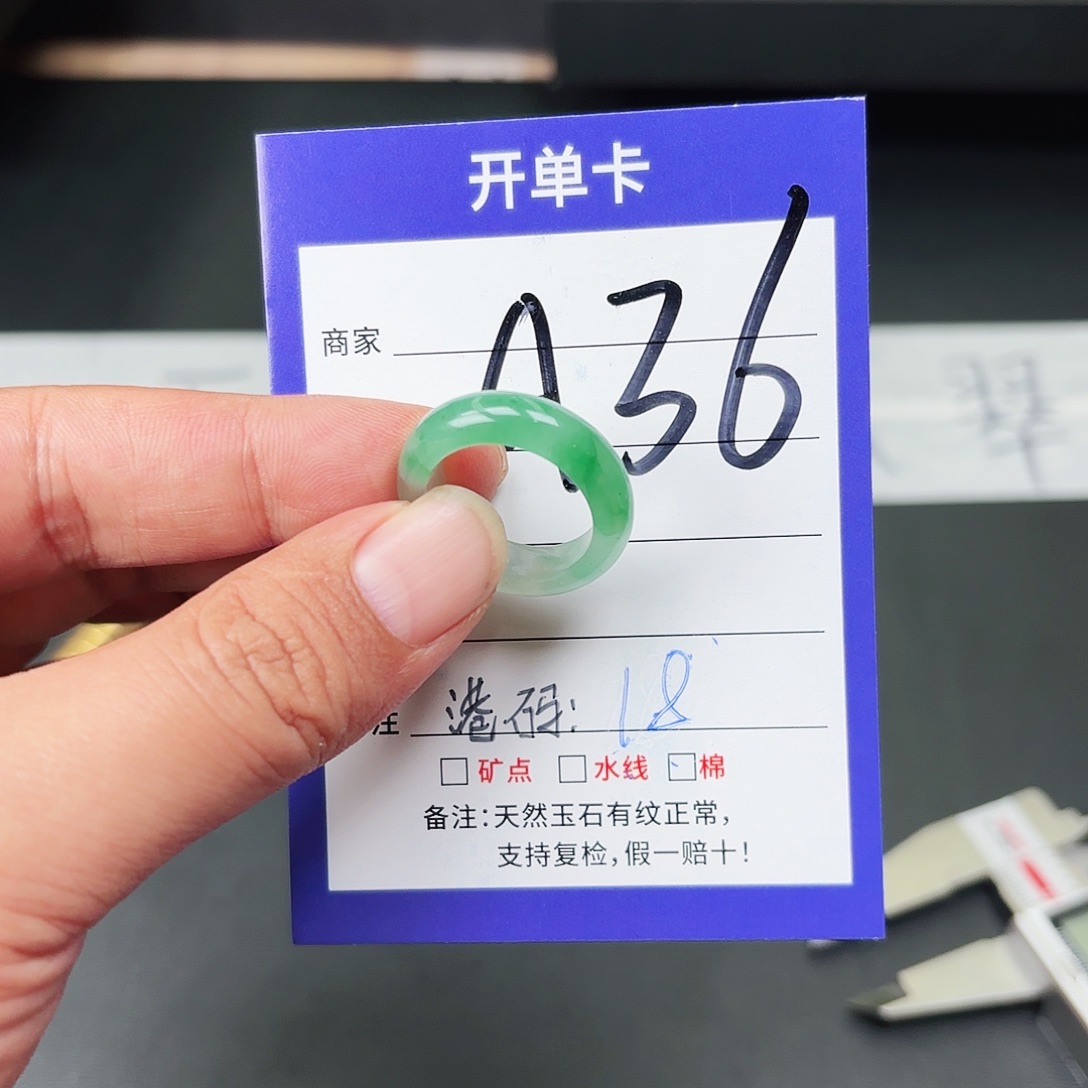 开单卡
商家 A36
注 港码: 18
矿点 水线 棉
备注:天然玉石有纹正常,
支持复检,假一赔十!